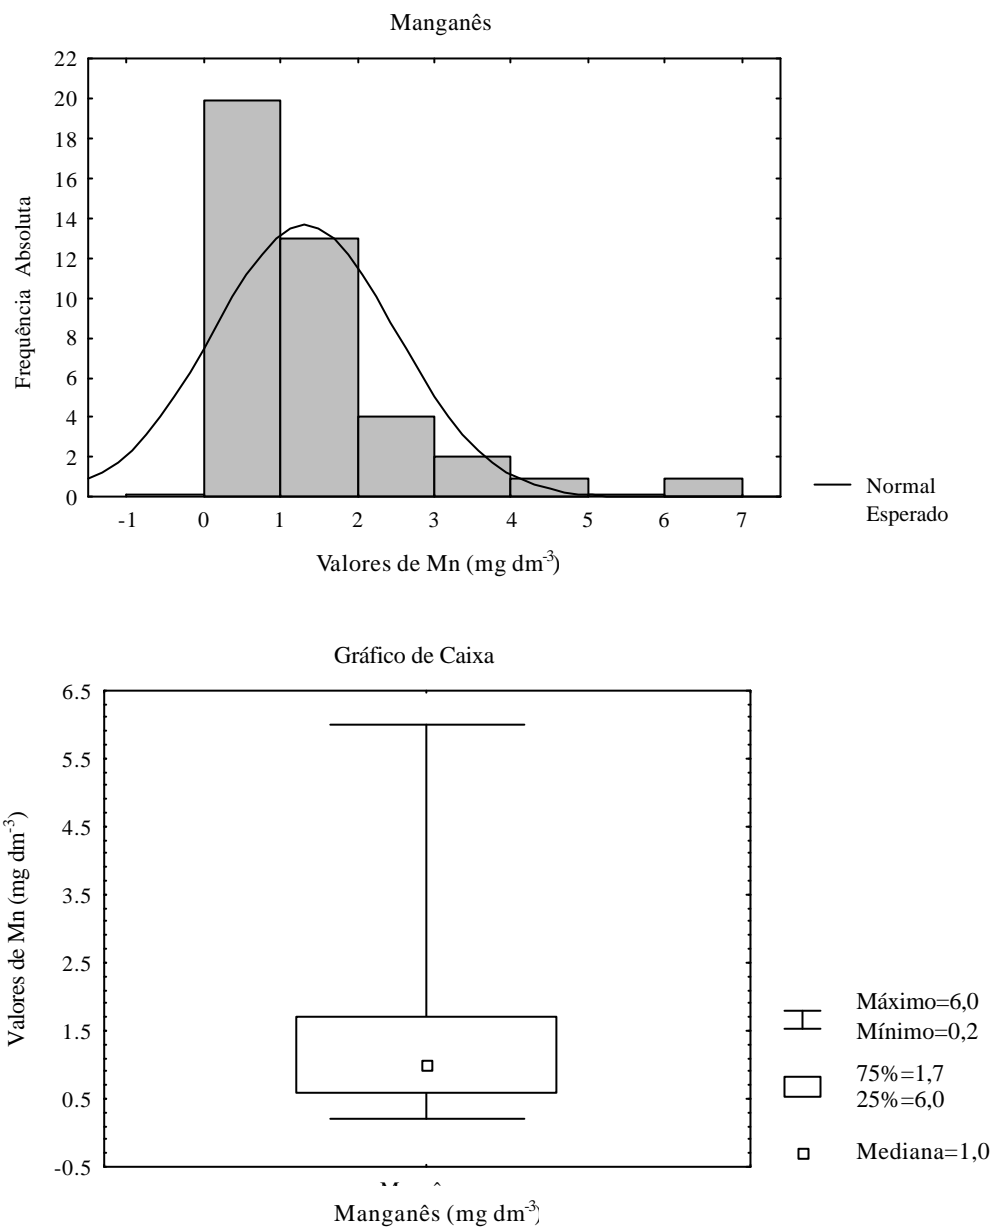 Manganês
22
20
18
16
14
12
10
8
6
4
2
0
Frequência Absoluta
-1 0 1 2 3 4 5 6 7
Valores de Mn (mg dm-3)
Normal
Esperado
Gráfico de Caixa
6.5
5.5
4.5
3.5
2.5
1.5
0.5
-0.5
Valores de Mn (mg dm-3)
Máximo=6,0
Mínimo=0,2
75%=1,7
25%=6,0
Mediana=1,0
Manganês (mg dm-3)